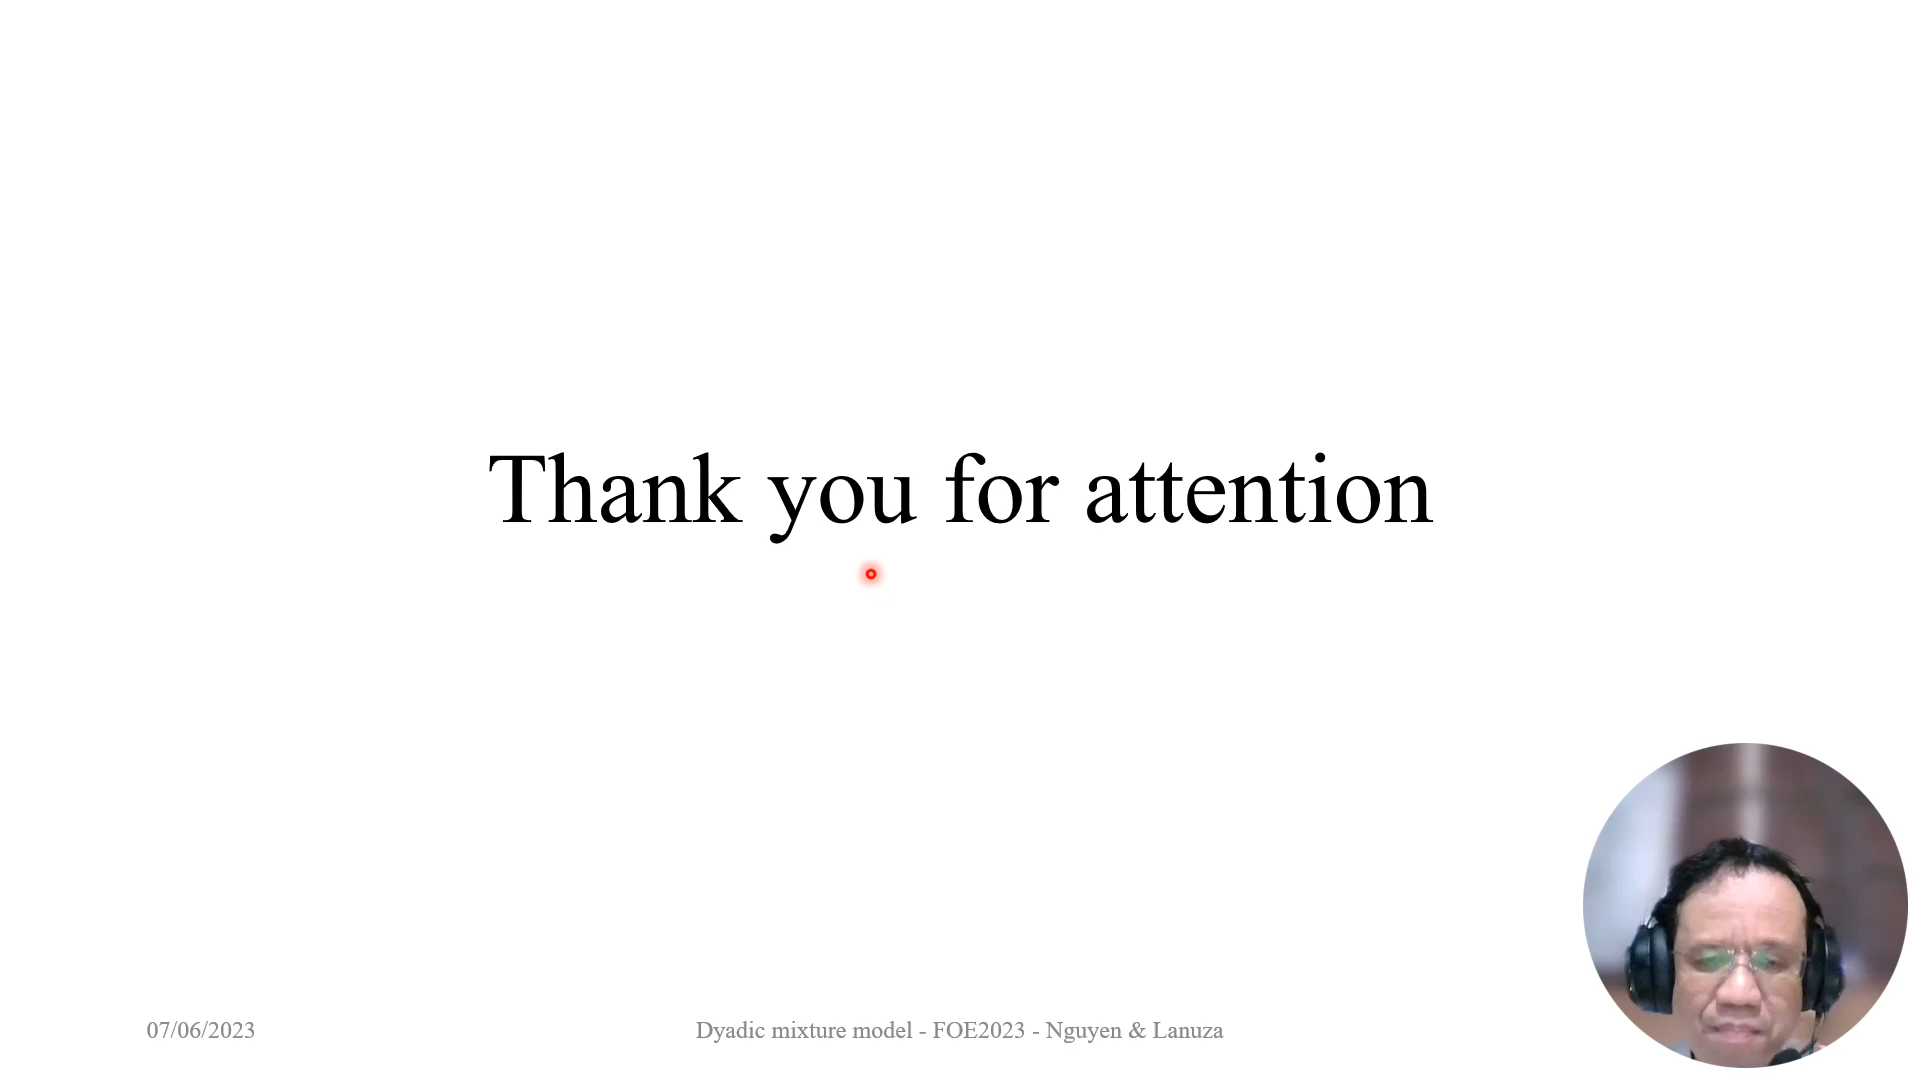 Thank you for attention
07/06/2023
Dyadic mixture model - FOE2023 - Nguyen & Lanuza